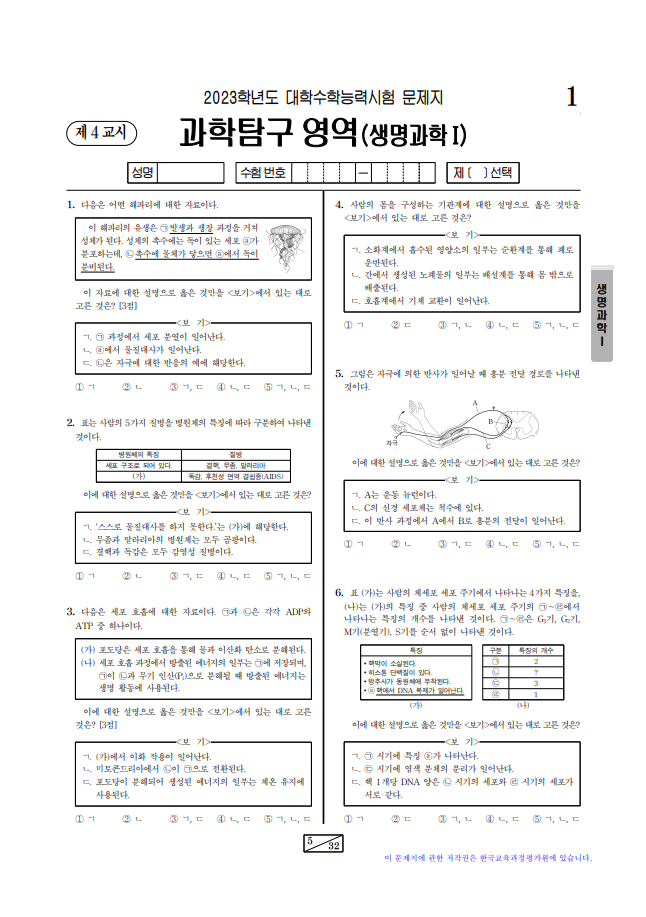 2023학년도 대학수학능력시험 문제지
1
제 4 교시
과학탐구 영역(생명과학Ⅰ)
성명
수험 번호
─
제 [ ] 선택
1. 다음은 어떤 해파리에 대한 자료이다.
이 해파리의 유생은 ㉠발생과 생장 과정을 거쳐
성체가 된다. 성체의 촉수에는 독이 있는 세포 ⓐ가
분포하는데, ㉡촉수에 물체가 닿으면 ⓐ에서 독이
분비된다.
이 자료에 대한 설명으로 옳은 것만을 <보기>에서 있는 대로
고른 것은? [3점]
<보 기>
ㄱ. ㉠ 과정에서 세포 분열이 일어난다.
ㄴ. ⓐ에서 물질대사가 일어난다.
ㄷ. ㉡은 자극에 대한 반응의 예에 해당한다.
① ㄱ ② ㄴ ③ ㄱ, ㄷ ④ ㄴ, ㄷ ⑤ ㄱ, ㄴ, ㄷ
2. 표는 사람의 5가지 질병을 병원체의 특징에 따라 구분하여 나타낸
것이다.
병원체의 특징 질병
세포 구조로 되어 있다. 결핵, 무좀, 말라리아
(가) 독감, 후천성 면역 결핍증(AIDS)
이에 대한 설명으로 옳은 것만을 <보기>에서 있는 대로 고른 것은?
<보 기>
ㄱ. ‘스스로 물질대사를 하지 못한다.’는 (가)에 해당한다.
ㄴ. 무좀과 말라리아의 병원체는 모두 곰팡이다.
ㄷ. 결핵과 독감은 모두 감염성 질병이다.
① ㄱ ② ㄴ ③ ㄱ, ㄷ ④ ㄴ, ㄷ ⑤ ㄱ, ㄴ, ㄷ
3. 다음은 세포 호흡에 대한 자료이다. ㉠과 ㉡은 각각 ADP와
ATP 중 하나이다.
(가) 포도당은 세포 호흡을 통해 물과 이산화 탄소로 분해된다.
(나) 세포 호흡 과정에서 방출된 에너지의 일부는 ㉠에 저장되며,
㉠이 ㉡과 무기 인산(Pᵢ)으로 분해될 때 방출된 에너지는
생명 활동에 사용된다.
이에 대한 설명으로 옳은 것만을 <보기>에서 있는 대로 고른
것은? [3점]
<보 기>
ㄱ. (가)에서 이화 작용이 일어난다.
ㄴ. 미토콘드리아에서 ㉡이 ㉠으로 전환된다.
ㄷ. 포도당이 분해되어 생성된 에너지의 일부는 체온 유지에
사용된다.
① ㄱ ② ㄴ ③ ㄱ, ㄷ ④ ㄴ, ㄷ ⑤ ㄱ, ㄴ, ㄷ
4. 사람의 몸을 구성하는 기관계에 대한 설명으로 옳은 것만을
<보기>에서 있는 대로 고른 것은?
<보 기>
ㄱ. 소화계에서 흡수된 영양소의 일부는 순환계를 통해 폐로
운반된다.
ㄴ. 간에서 생성된 노폐물의 일부는 배설계를 통해 몸 밖으로
배출된다.
ㄷ. 호흡계에서 기체 교환이 일어난다.
① ㄱ ② ㄷ ③ ㄱ, ㄴ ④ ㄴ, ㄷ ⑤ ㄱ, ㄴ, ㄷ
5. 그림은 자극에 의한 반사가 일어날 때 흥분 전달 경로를 나타낸
것이다.
A
B
C
자극
이에 대한 설명으로 옳은 것만을 <보기>에서 있는 대로 고른 것은?
<보 기>
ㄱ. A는 운동 뉴런이다.
ㄴ. C의 신경 세포체는 척수에 있다.
ㄷ. 이 반사 과정에서 A에서 B로 흥분의 전달이 일어난다.
① ㄱ ② ㄴ ③ ㄱ, ㄷ ④ ㄴ, ㄷ ⑤ ㄱ, ㄴ, ㄷ
6. 표 (가)는 사람의 체세포 세포 주기에서 나타나는 4가지 특징을,
(나)는 (가)의 특징 중 사람의 체세포 세포 주기의 ㉠~㉣에서
나타나는 특징의 개수를 나타낸 것이다. ㉠~㉣은 G₁기, G₂기,
M기(분열기), S기를 순서 없이 나타낸 것이다.
특징
• 핵막이 소실된다.
• 히스톤 단백질이 있다.
• 방추사가 동원체에 부착된다.
• ⓐ핵에서 DNA 복제가 일어난다.
(가)
구분 특징의 개수
㉠ 2
㉡ ?
㉢ 3
㉣ 1
(나)
이에 대한 설명으로 옳은 것만을 <보기>에서 있는 대로 고른 것은?
<보 기>
ㄱ. ㉠ 시기에 특징 ⓐ가 나타난다.
ㄴ. ㉢ 시기에 염색 분체의 분리가 일어난다.
ㄷ. 핵 1개당 DNA 양은 ㉡ 시기의 세포와 ㉣ 시기의 세포가
서로 같다.
① ㄱ ② ㄷ ③ ㄱ, ㄴ ④ ㄴ, ㄷ ⑤ ㄱ, ㄴ, ㄷ
생명과학Ⅰ
5
32
이 문제지에 관한 저작권은 한국교육과정평가원에 있습니다.